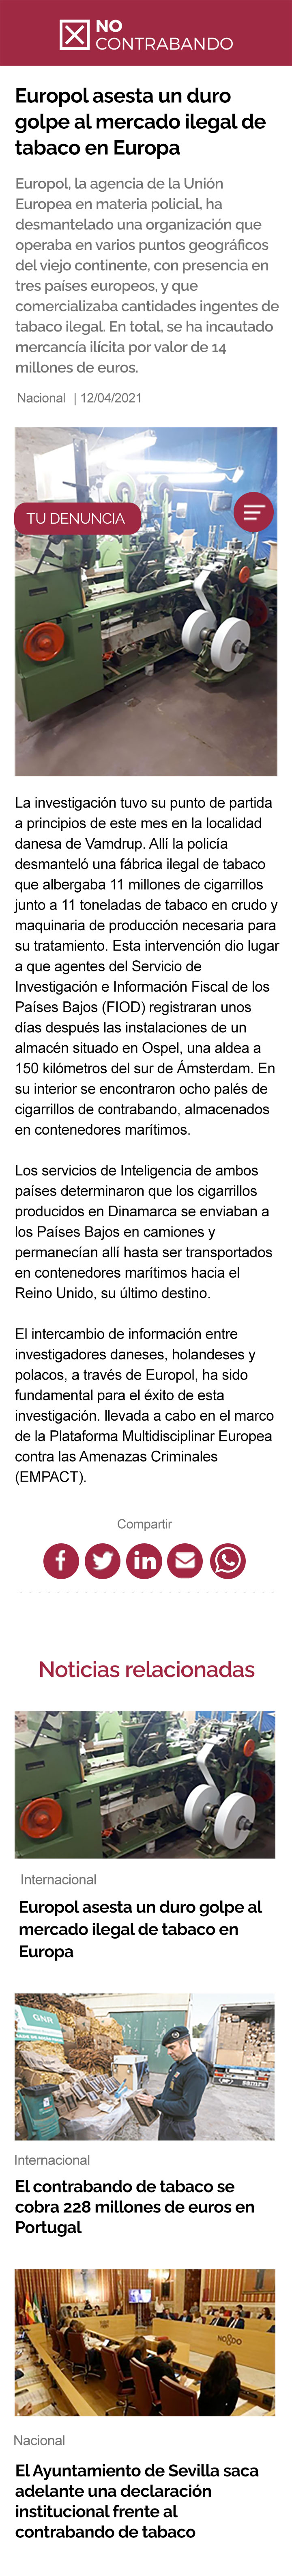 NO
CONTRABANDO
Europol asesta un duro
golpe al mercado ilegal de
tabaco en Europa
Europol, la agencia de la Unión
Europea en materia policial, ha
desmantelado una organización que
operaba en varios puntos geográficos
del viejo continente, con presencia en
tres países europeos, y que
comercializaba cantidades ingentes de
tabaco ilegal. En total, se ha incautado
mercancía ilícita por valor de 14
millones de euros.
Nacional | 12/04/2021
TU DENUNCIA
La investigación tuvo su punto de partida
a principios de este mes en la localidad
danesa de Vamdrup. Allí la policía
desmanteló una fábrica ilegal de tabaco
que albergaba 11 millones de cigarrillos
junto a 11 toneladas de tabaco en crudo y
maquinaria de producción necesaria para
su tratamiento. Esta intervención dio lugar
a que agentes del Servicio de
Investigación e Información Fiscal de los
Países Bajos (FIOD) registraran unos
días después las instalaciones de un
almacén situado en Ospel, una aldea a
150 kilómetros del sur de Ámsterdam. En
su interior se encontraron ocho palés de
cigarrillos de contrabando, almacenados
en contenedores marítimos.
Los servicios de Inteligencia de ambos
países determinaron que los cigarrillos
producidos en Dinamarca se enviaban a
los Países Bajos en camiones y
permanecían allí hasta ser transportados
en contenedores marítimos hacia el
Reino Unido, su último destino.
El intercambio de información entre
investigadores daneses, holandeses y
polacos, a través de Europol, ha sido
fundamental para el éxito de esta
investigación. llevada a cabo en el marco
de la Plataforma Multidisciplinar Europea
contra las Amenazas Criminales
(EMPACT).
Compartir
Noticias relacionadas
Internacional
Europol asesta un duro golpe al
mercado ilegal de tabaco en
Europa
GNR
Internacional
El contrabando de tabaco se
cobra 228 millones de euros en
Portugal
NO8DO
Nacional
El Ayuntamiento de Sevilla saca
adelante una declaración
institucional frente al
contrabando de tabaco